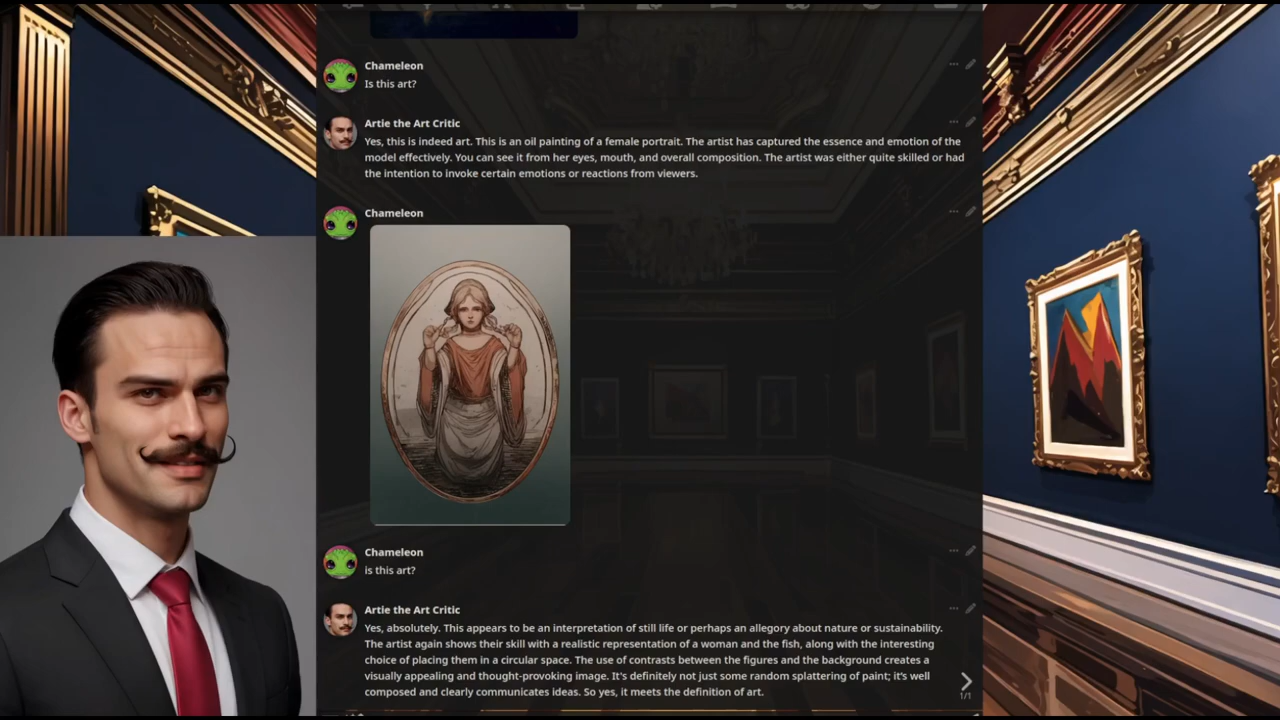 Chameleon
Is this art?
Artie the Art Critic
Yes, this is indeed art. This is an oil painting of a female portrait. The artist has captured the essence and emotion of the
model effectively. You can see it from her eyes, mouth, and overall composition. The artist was either quite skilled or had
the intention to invoke certain emotions or reactions from viewers.
Chameleon
Chameleon
is this art?
Artie the Art Critic
Yes, absolutely. This appears to be an interpretation of still life or perhaps an allegory about nature or sustainability.
The artist again shows their skill with a realistic representation of a woman and the fish, along with the interesting
choice of placing them in a circular space. The use of contrasts between the figures and the background creates a
visually appealing and thought-provoking image. It's definitely not just some random splattering of paint; it's well
composed and clearly communicates ideas. So yes, it meets the definition of art.
1/1